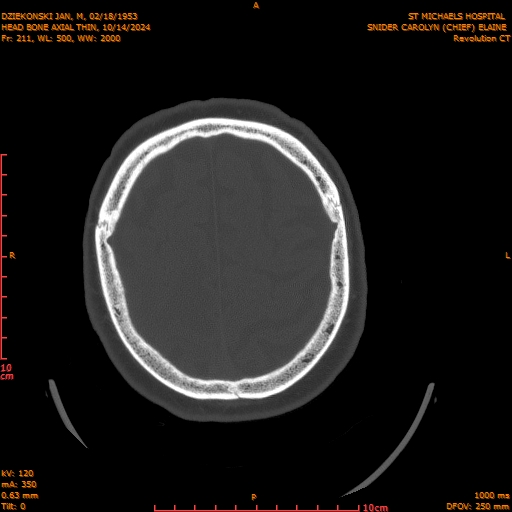 A
DZIEKONSKI JAN, M, 02/18/1953
HEAD BONE AXIAL THIN, 10/14/2024
Fr: 211, WL: 500, WW: 2000
ST MICHAELS HOSPITAL
SNIDER CAROLYN (CHIEF) ELAINE
Revolution CT
R
L
10
cm
kV: 120
mA: 350
0.63 mm
Tilt: 0
P
10cm
1000 ms
DFOV: 250 mm